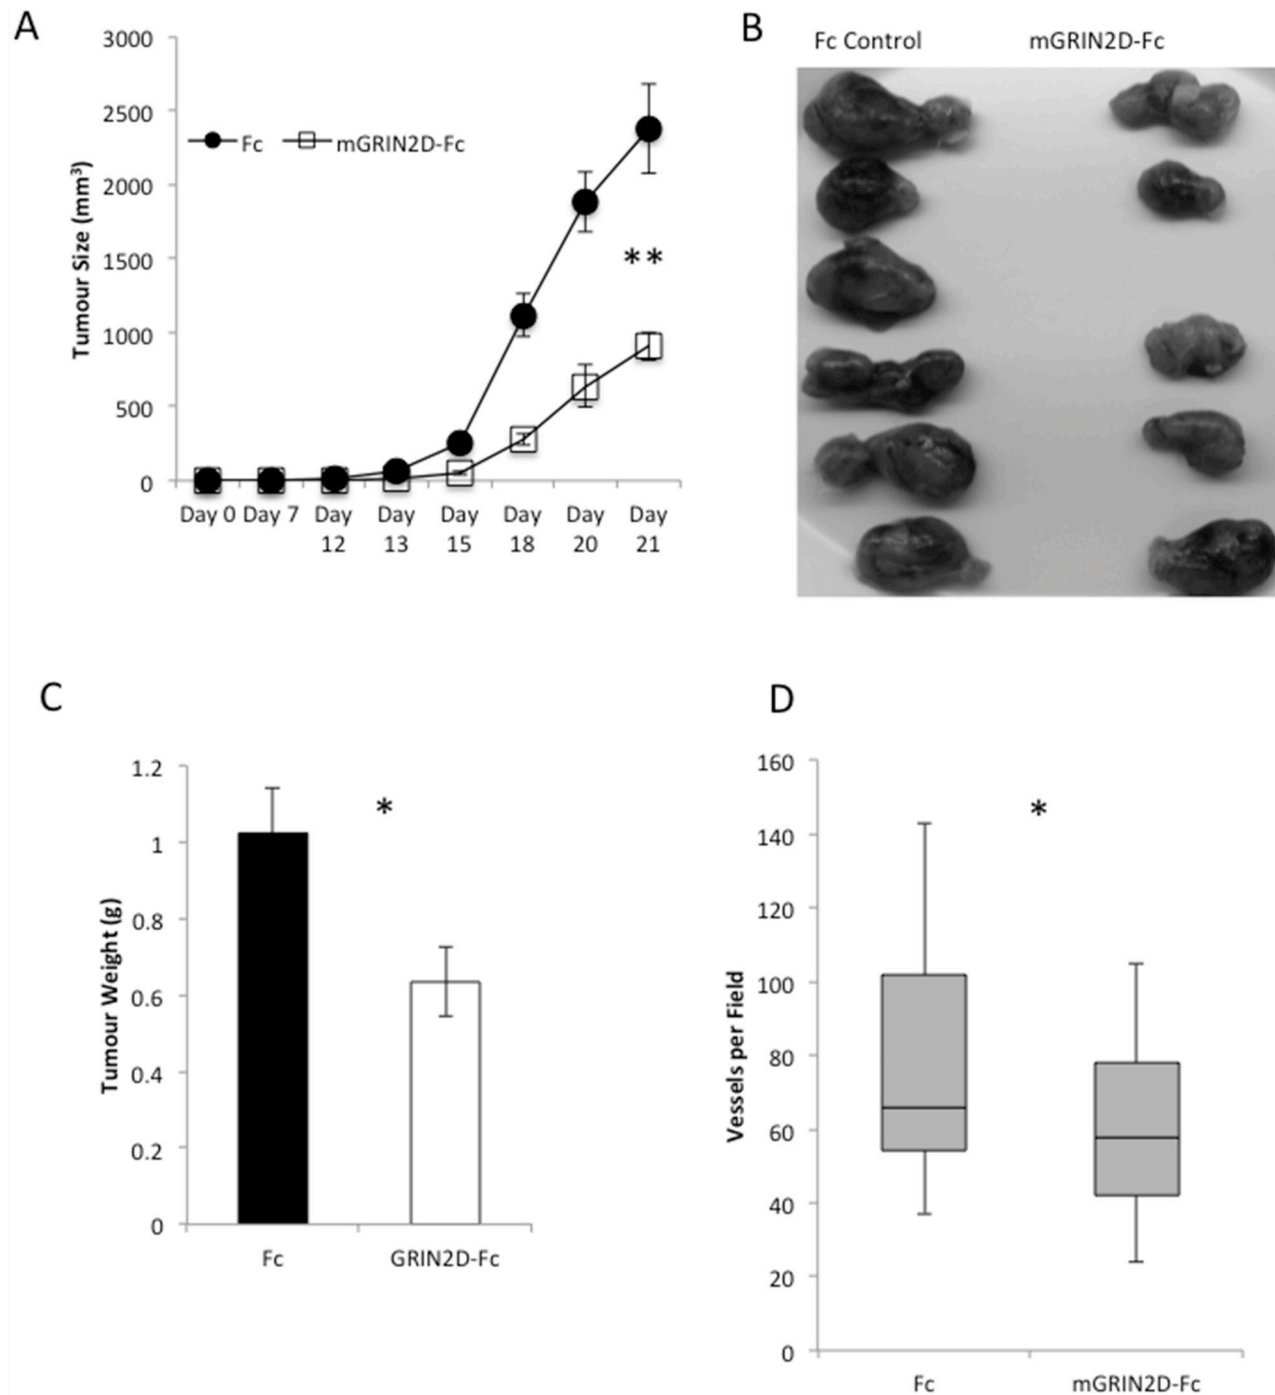 A
3000
2500
2000
1500
1000
500
0
Tumour Size (mm³)
Fc mGRIN2D-Fc
**
Day 0 Day 7 Day Day Day Day Day Day
12 13 15 18 20 21
B
Fc Control mGRIN2D-Fc
C
1.2
1
0.8
0.6
0.4
0.2
0
Tumour Weight (g)
*
Fc GRIN2D-Fc
D
160
140
120
100
80
60
40
20
0
Vessels per Field
*
Fc mGRIN2D-Fc